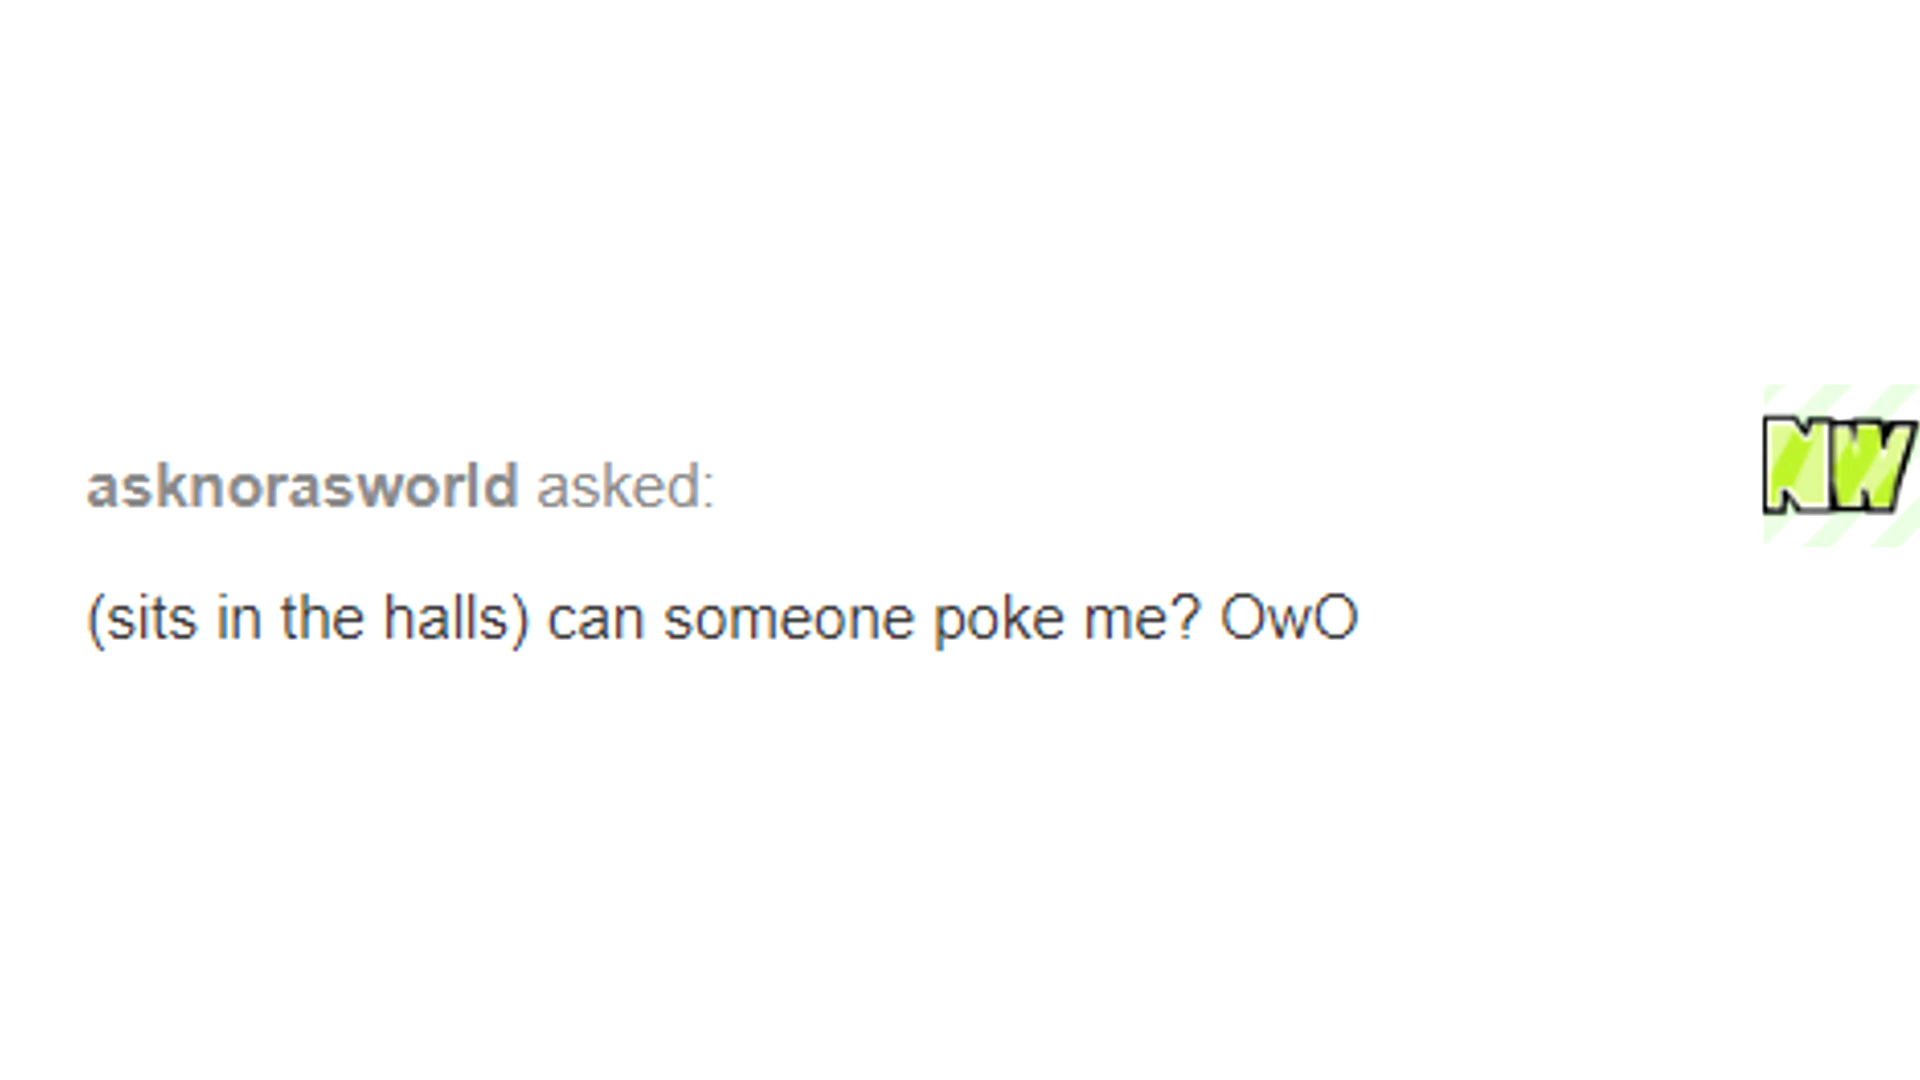 NW
asknorasworld asked:
(sits in the halls) can someone poke me? OwO